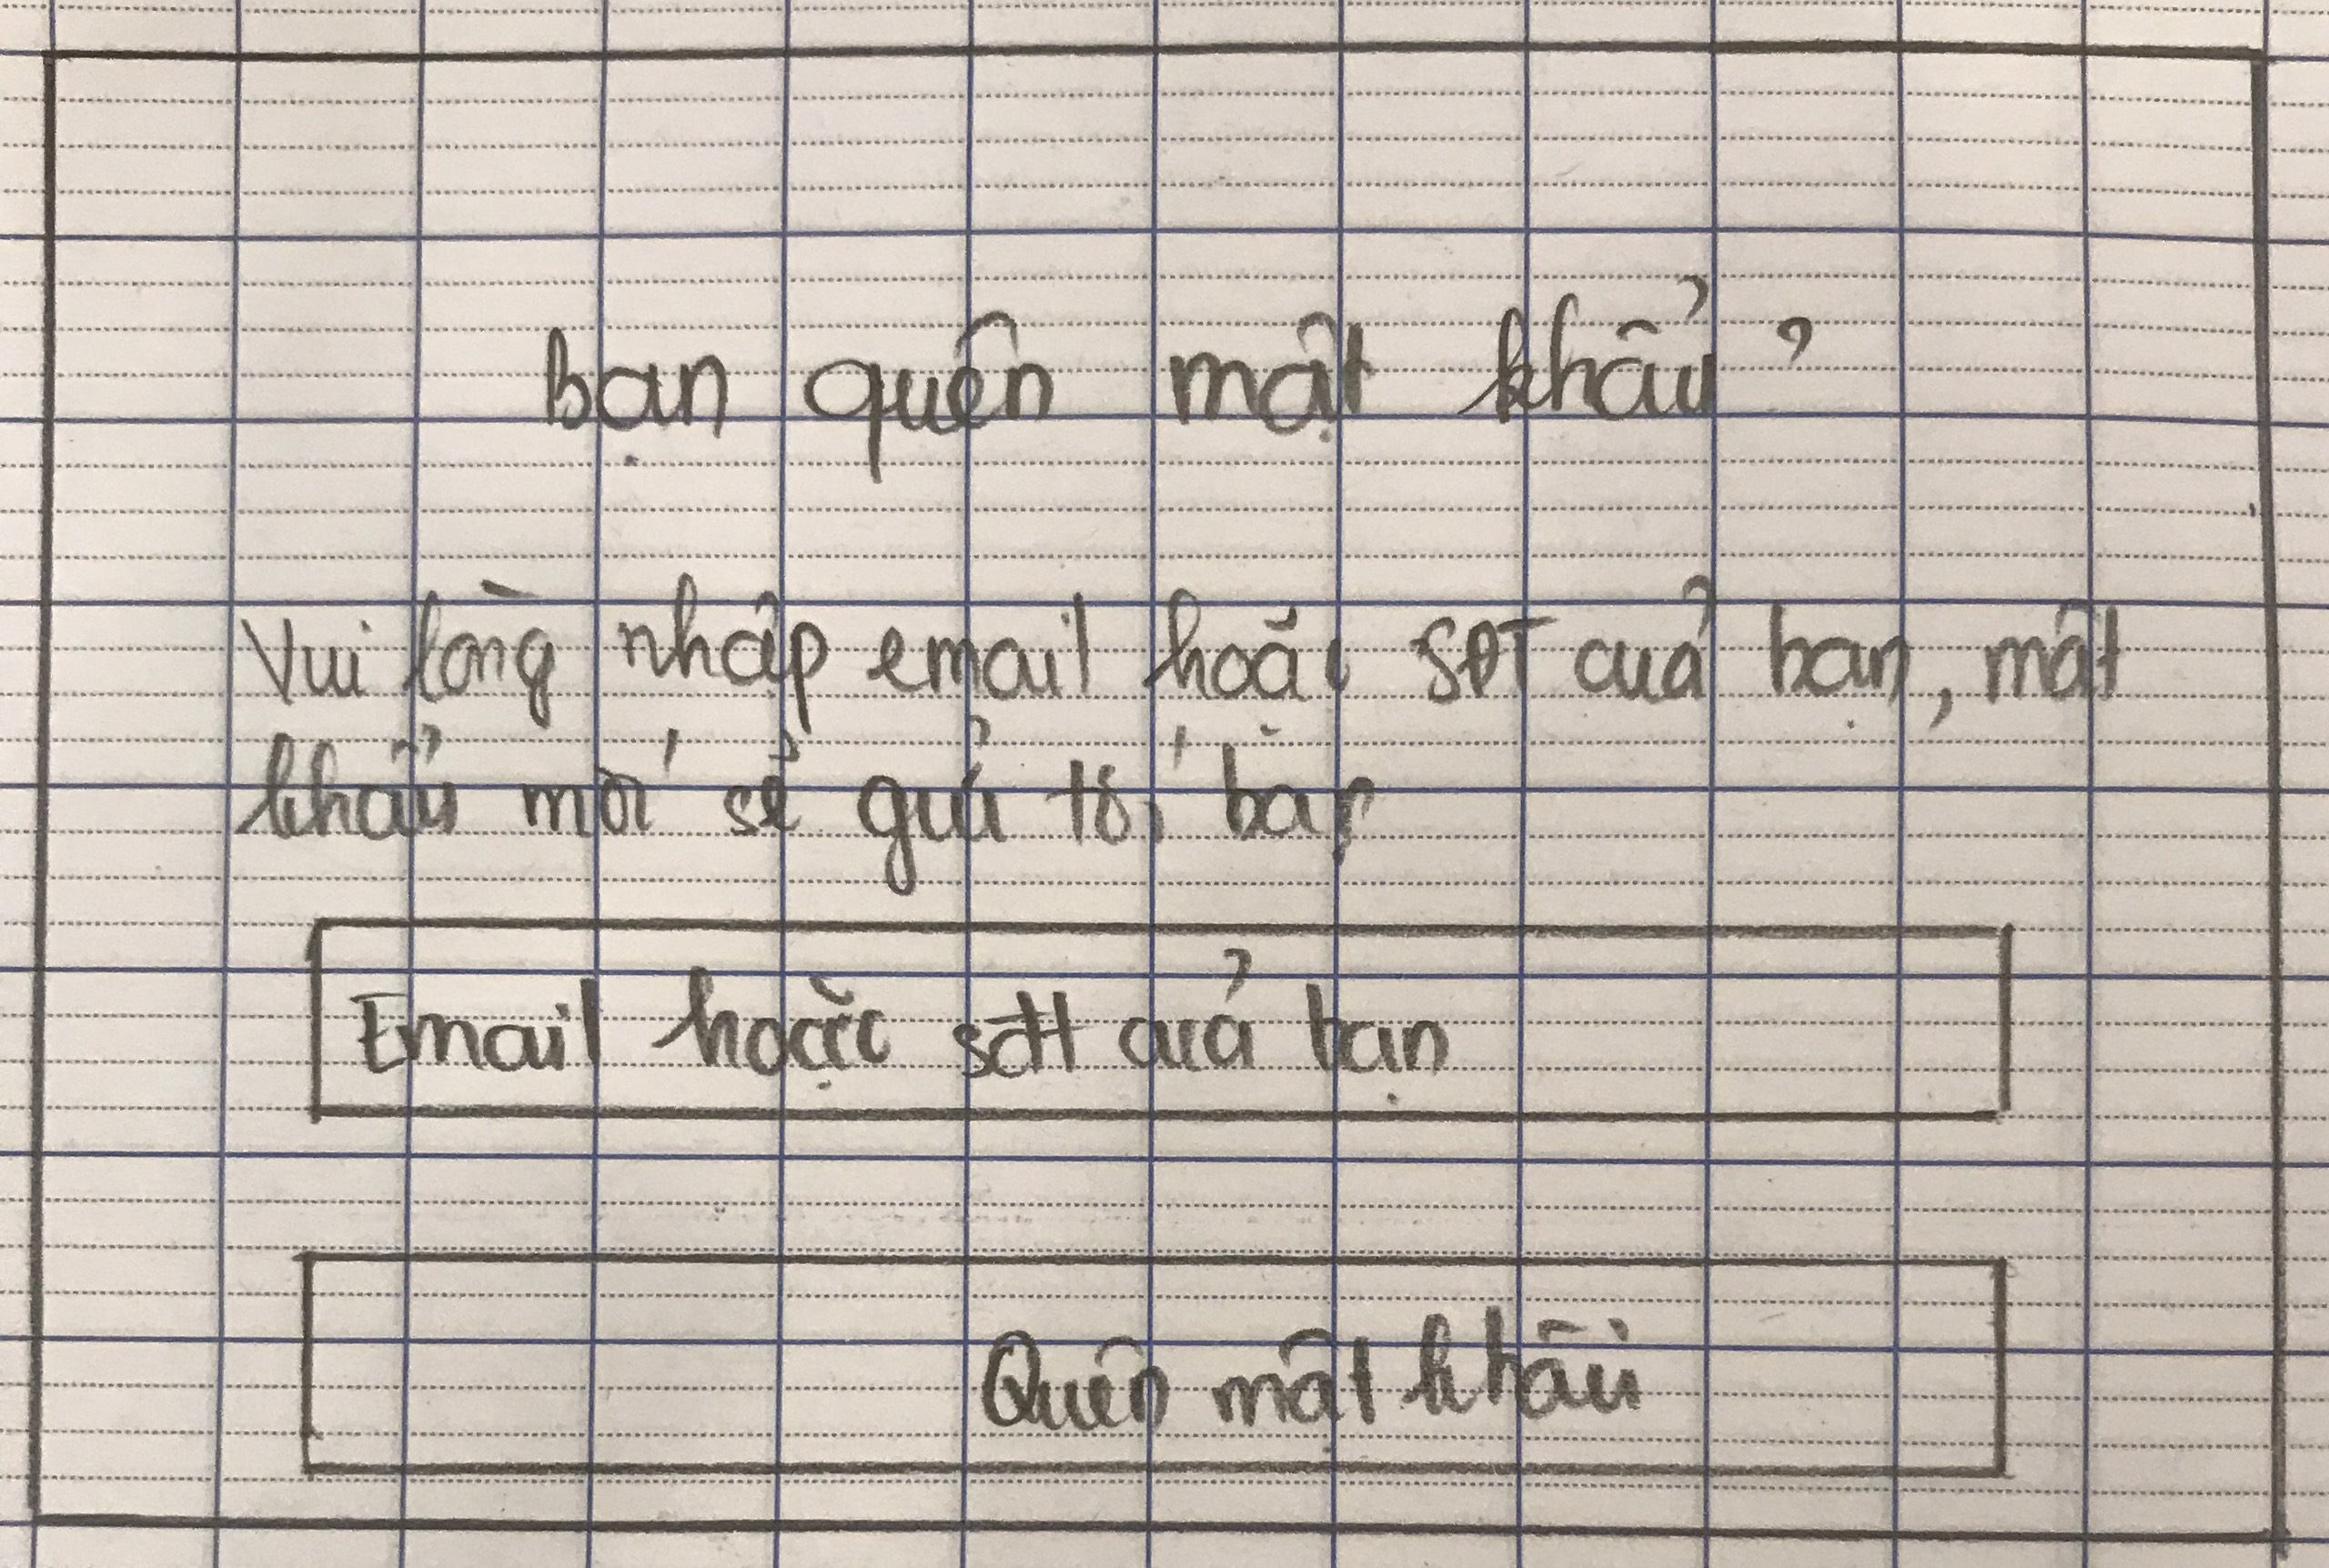 Bạn quên mật khẩu?
Vui lòng nhập email hoặc SĐT của bạn, mật
khẩu mới sẽ gửi tới bạn
Email hoặc sđt của bạn
Quên mật khẩu